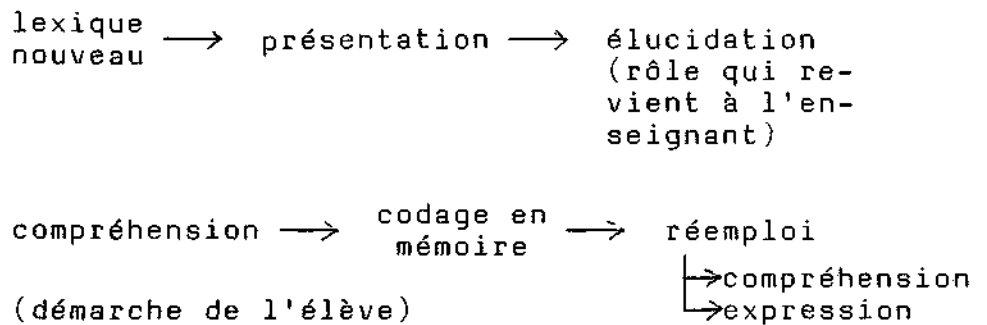 lexique
nouveau → présentation → élucidation
(rôle qui re-
vient à l'en-
seignant)
compréhension → codage en
mémoire → réemploi
→compréhension
(démarche de l'élève) →expression